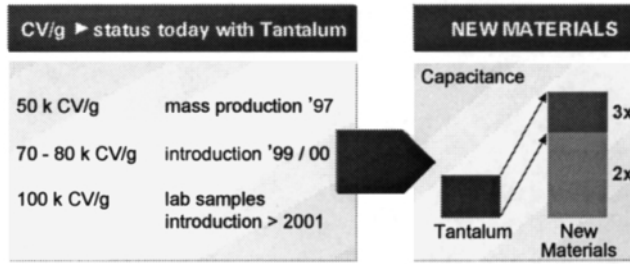 CV/g ► status today with Tantalum
50 k CV/g mass production '97
70 - 80 k CV/g introduction '99 / 00
100 k CV/g lab samples
introduction > 2001
NEW MATERIALS
Capacitance
3x
2x
Tantalum New
Materials